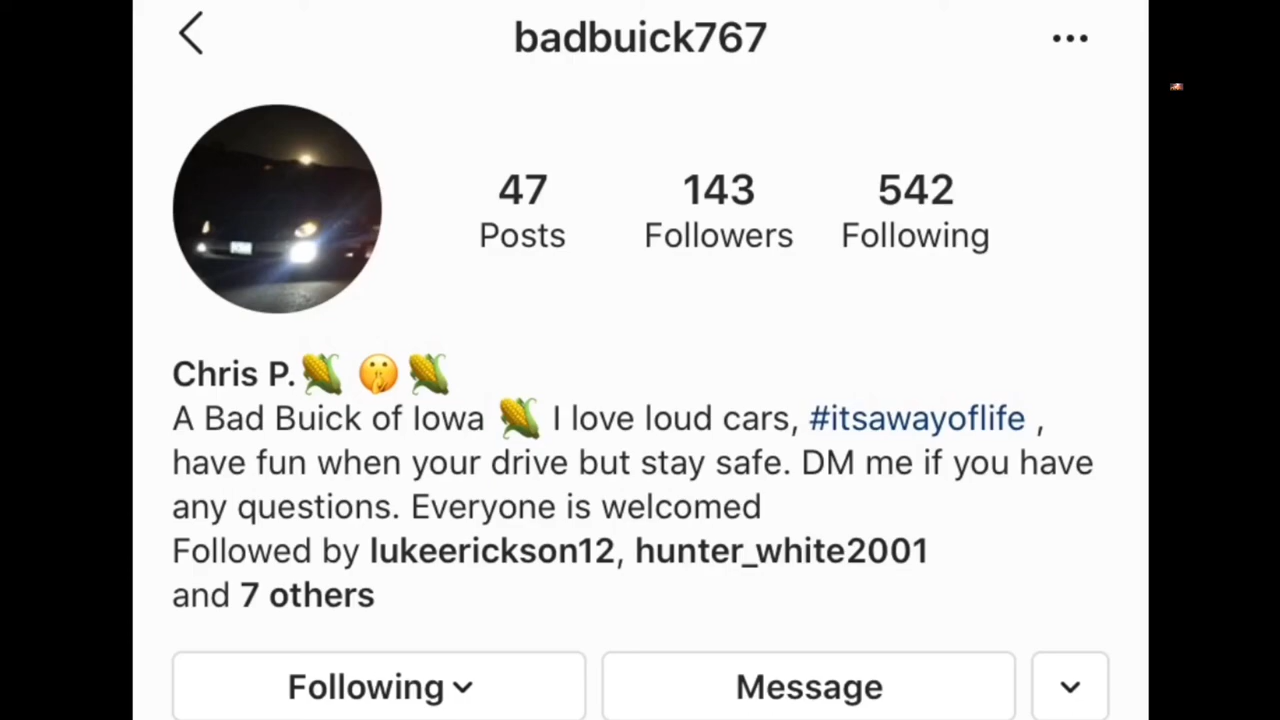 badbuick767
47 143 542
Posts Followers Following
Chris P.🌽 🤫 🌽
A Bad Buick of Iowa 🌽 I love loud cars, #itsawayoflife ,
have fun when your drive but stay safe. DM me if you have
any questions. Everyone is welcomed
Followed by lukeerickson12, hunter_white2001
and 7 others
Following Message